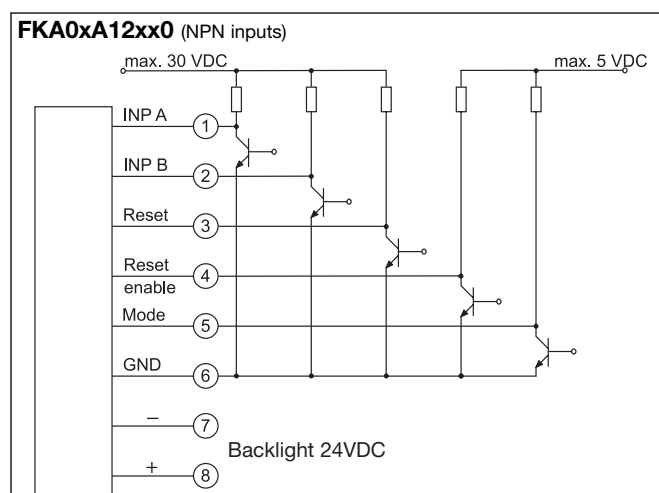 FKA0xA12xx0 (NPN inputs)
max. 30 VDC
max. 5 VDC
INP A
1
INP B
2
Reset
3
Reset
enable
4
Mode
5
GND
6
−
7
Backlight 24VDC
+
8